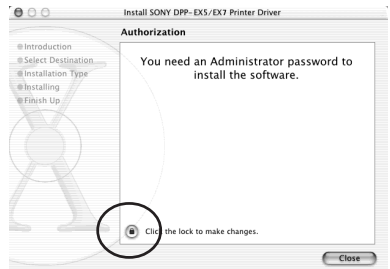 Install SONY DPP-EX5/EX7 Printer Driver
Authorization
Introduction
Select Destination
Installation Type
Installing
Finish Up
You need an Administrator password to
install the software.
Click the lock to make changes.
Close